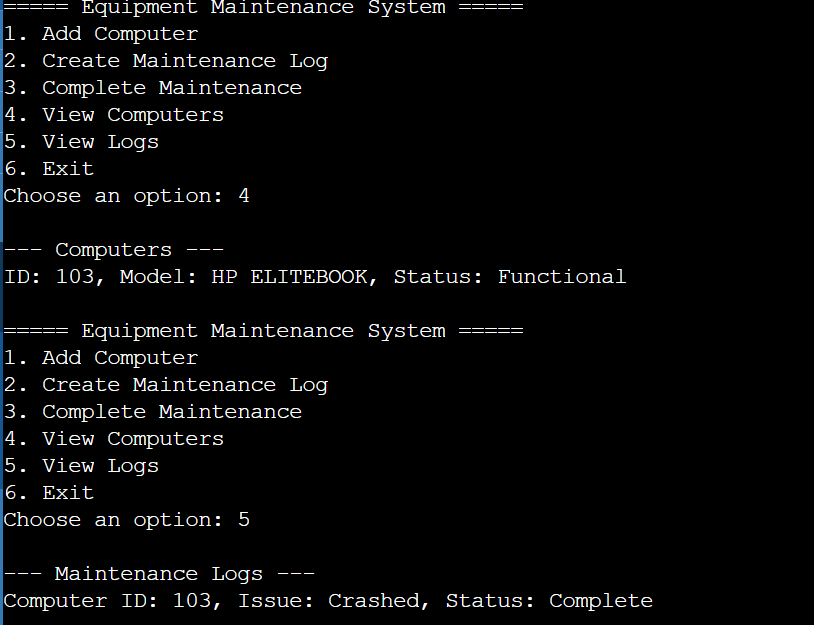 ===== Equipment Maintenance System =====
1. Add Computer
2. Create Maintenance Log
3. Complete Maintenance
4. View Computers
5. View Logs
6. Exit
Choose an option: 4
--- Computers ---
ID: 103, Model: HP ELITEBOOK, Status: Functional
===== Equipment Maintenance System =====
1. Add Computer
2. Create Maintenance Log
3. Complete Maintenance
4. View Computers
5. View Logs
6. Exit
Choose an option: 5
--- Maintenance Logs ---
Computer ID: 103, Issue: Crashed, Status: Complete